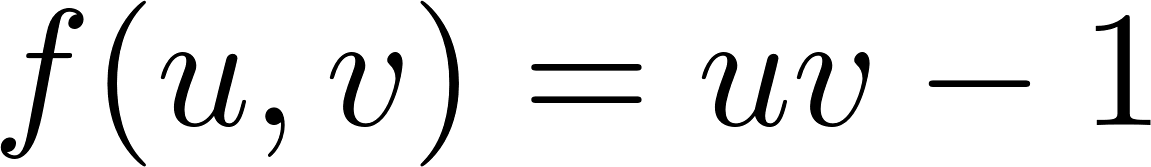 f(u, v) = uv − 1